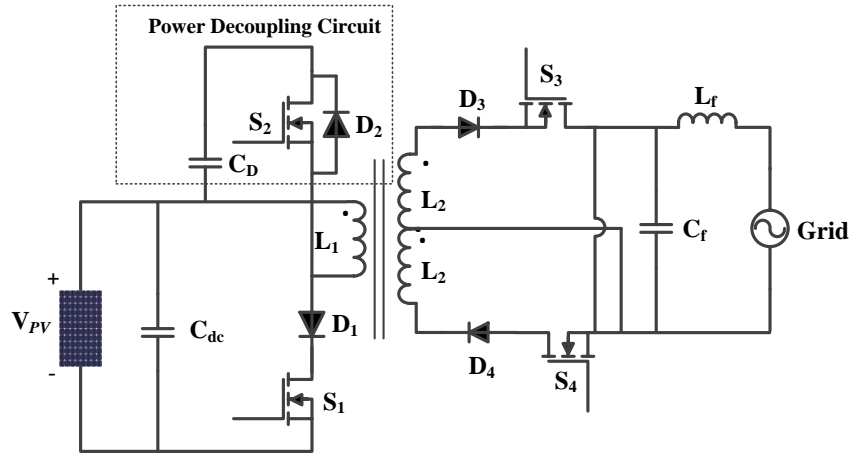 Power Decoupling Circuit
S3
D3
Lf
S2
D2
CD
L2
L1
L2
Cf
Grid
+
VPV
-
Cdc
D1
D4
S4
S1